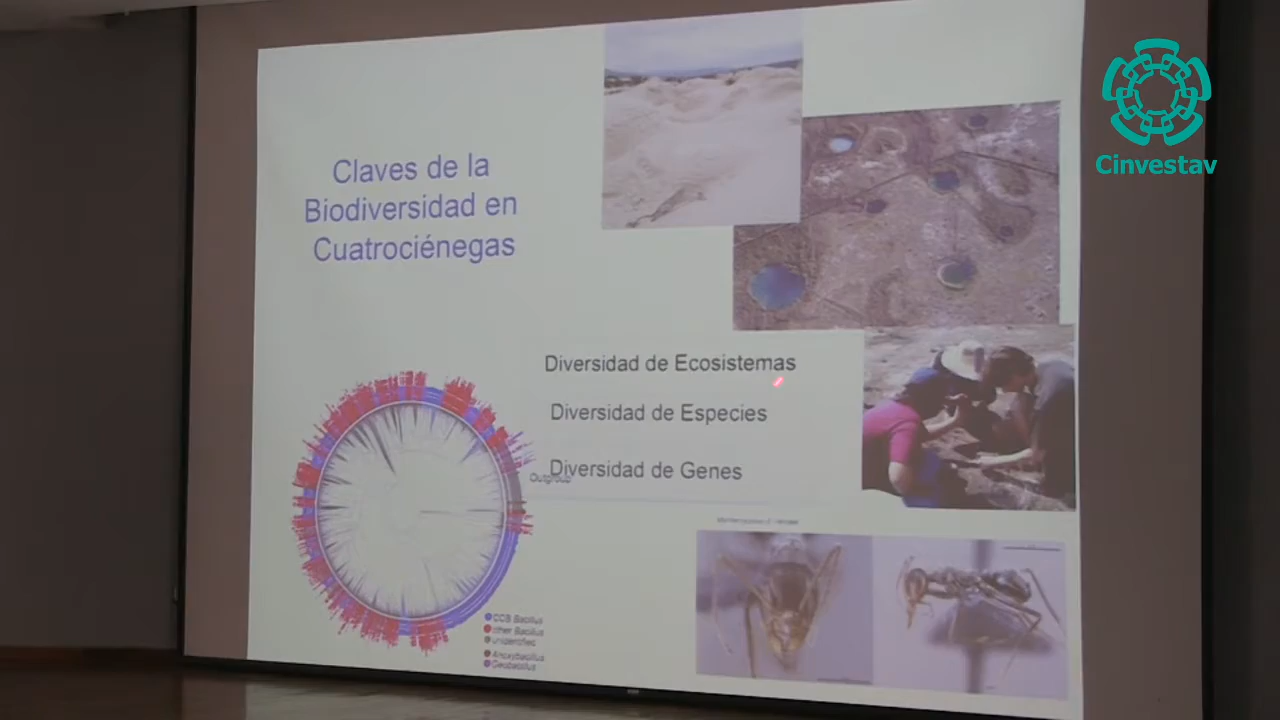 Cinvestav
Claves de la
Biodiversidad en
Cuatrociénegas
Diversidad de Ecosistemas
Diversidad de Especies
Diversidad de Genes
Outgroup
CCB Bacillus
other Bacillus
unidentified
Anoxybacillus
Geobacillus